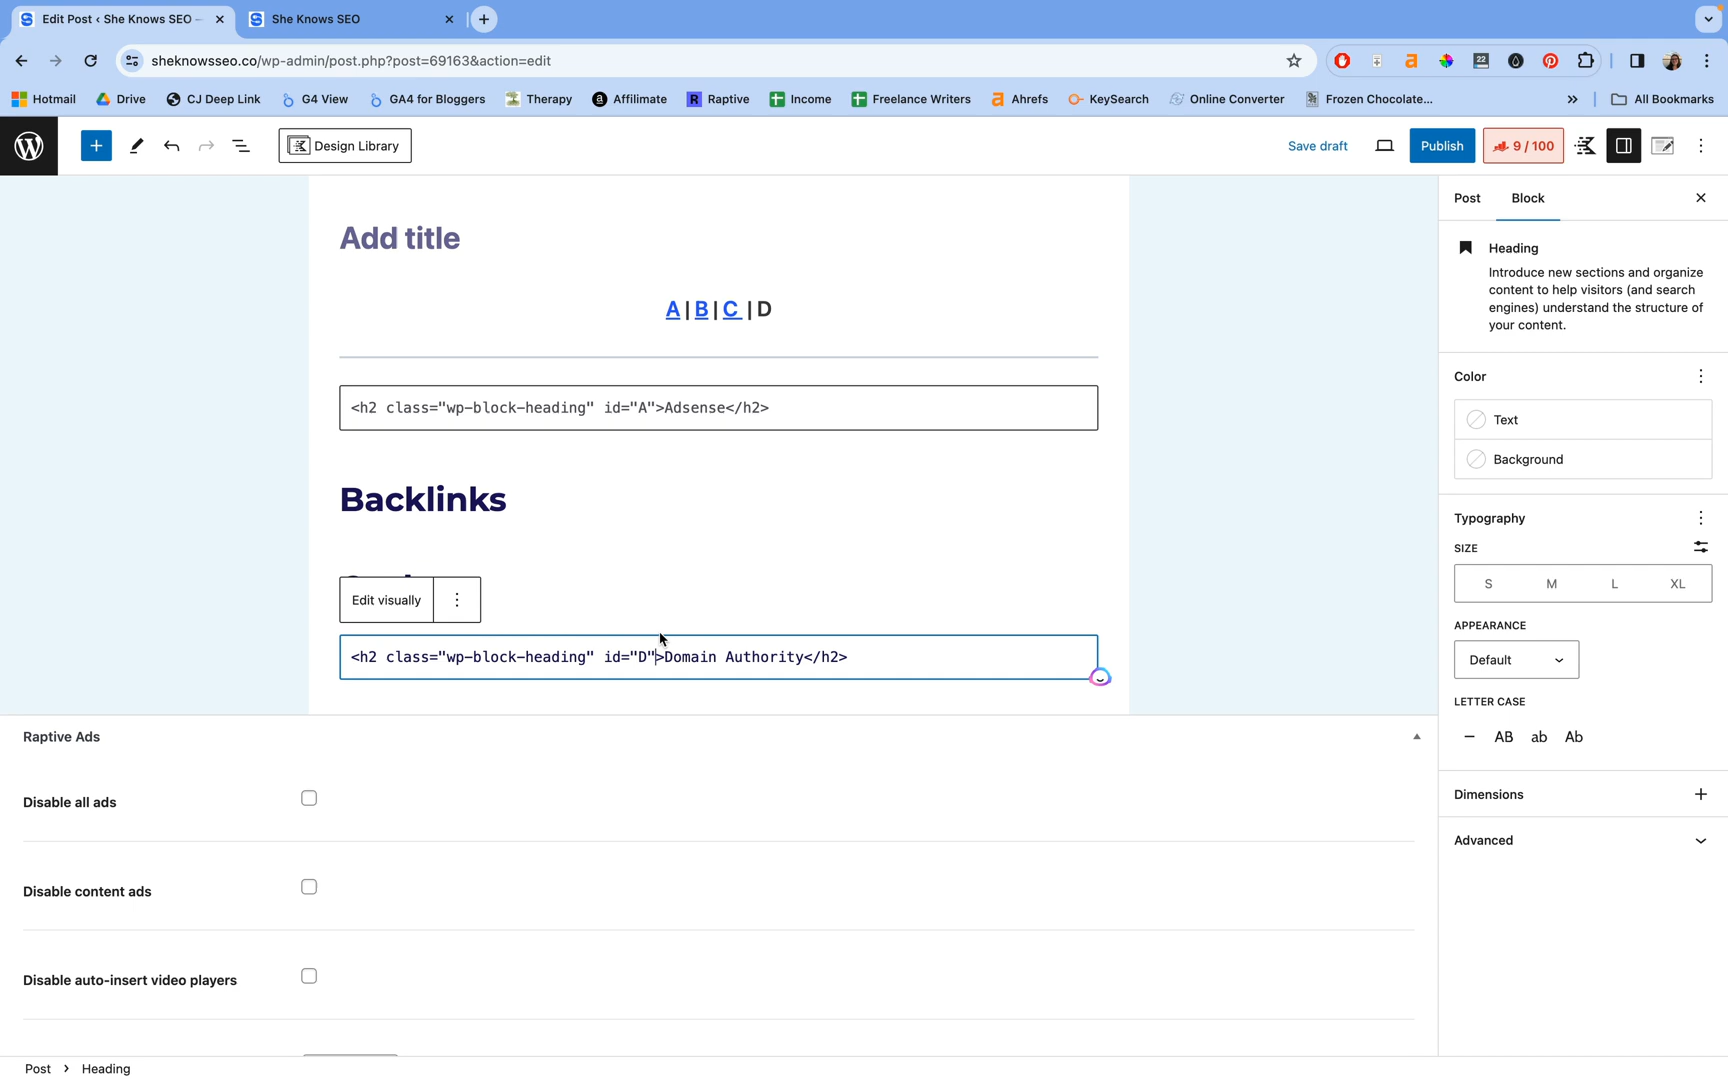 Edit Post ‹ She Knows SEO –
She Knows SEO
sheknowsseo.co/wp-admin/post.php?post=69163&action=edit
22
Hotmail
Drive
CJ Deep Link
G4 View
GA4 for Bloggers
Therapy
Affilimate
Raptive
Income
Freelance Writers
Ahrefs
KeySearch
Online Converter
Frozen Chocolate...
All Bookmarks
Design Library
Save draft
Publish
9 / 100
Add title
A | B | C | D
<h2 class="wp-block-heading" id="A">Adsense</h2>
Backlinks
Edit visually
<h2 class="wp-block-heading" id="D">Domain Authority</h2>
Raptive Ads
Disable all ads
Disable content ads
Disable auto-insert video players
Post
Block
Heading
Introduce new sections and organize
content to help visitors (and search
engines) understand the structure of
your content.
Color
Text
Background
Typography
SIZE
S M L XL
APPEARANCE
Default
LETTER CASE
– AB ab Ab
Dimensions
Advanced
Post › Heading